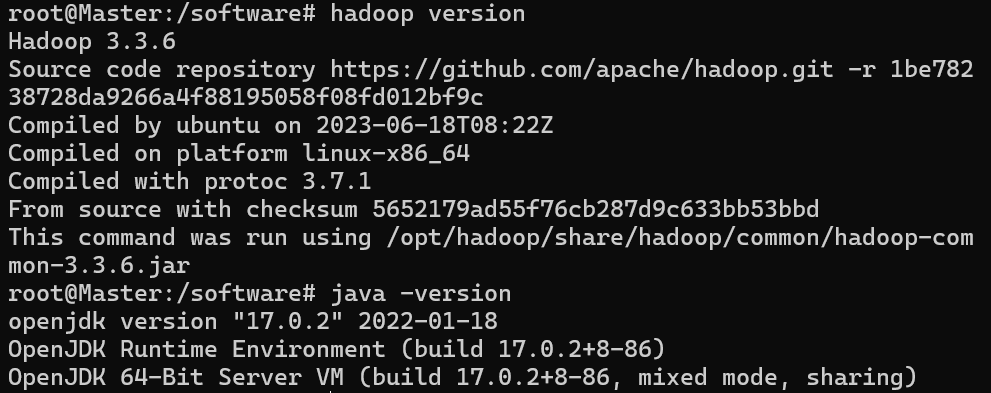 root@Master:/software# hadoop version
Hadoop 3.3.6
Source code repository https://github.com/apache/hadoop.git -r 1be782
38728da9266a4f88195058f08fd012bf9c
Compiled by ubuntu on 2023-06-18T08:22Z
Compiled on platform linux-x86_64
Compiled with protoc 3.7.1
From source with checksum 5652179ad55f76cb287d9c633bb53bbd
This command was run using /opt/hadoop/share/hadoop/common/hadoop-com
mon-3.3.6.jar
root@Master:/software# java -version
openjdk version "17.0.2" 2022-01-18
OpenJDK Runtime Environment (build 17.0.2+8-86)
OpenJDK 64-Bit Server VM (build 17.0.2+8-86, mixed mode, sharing)